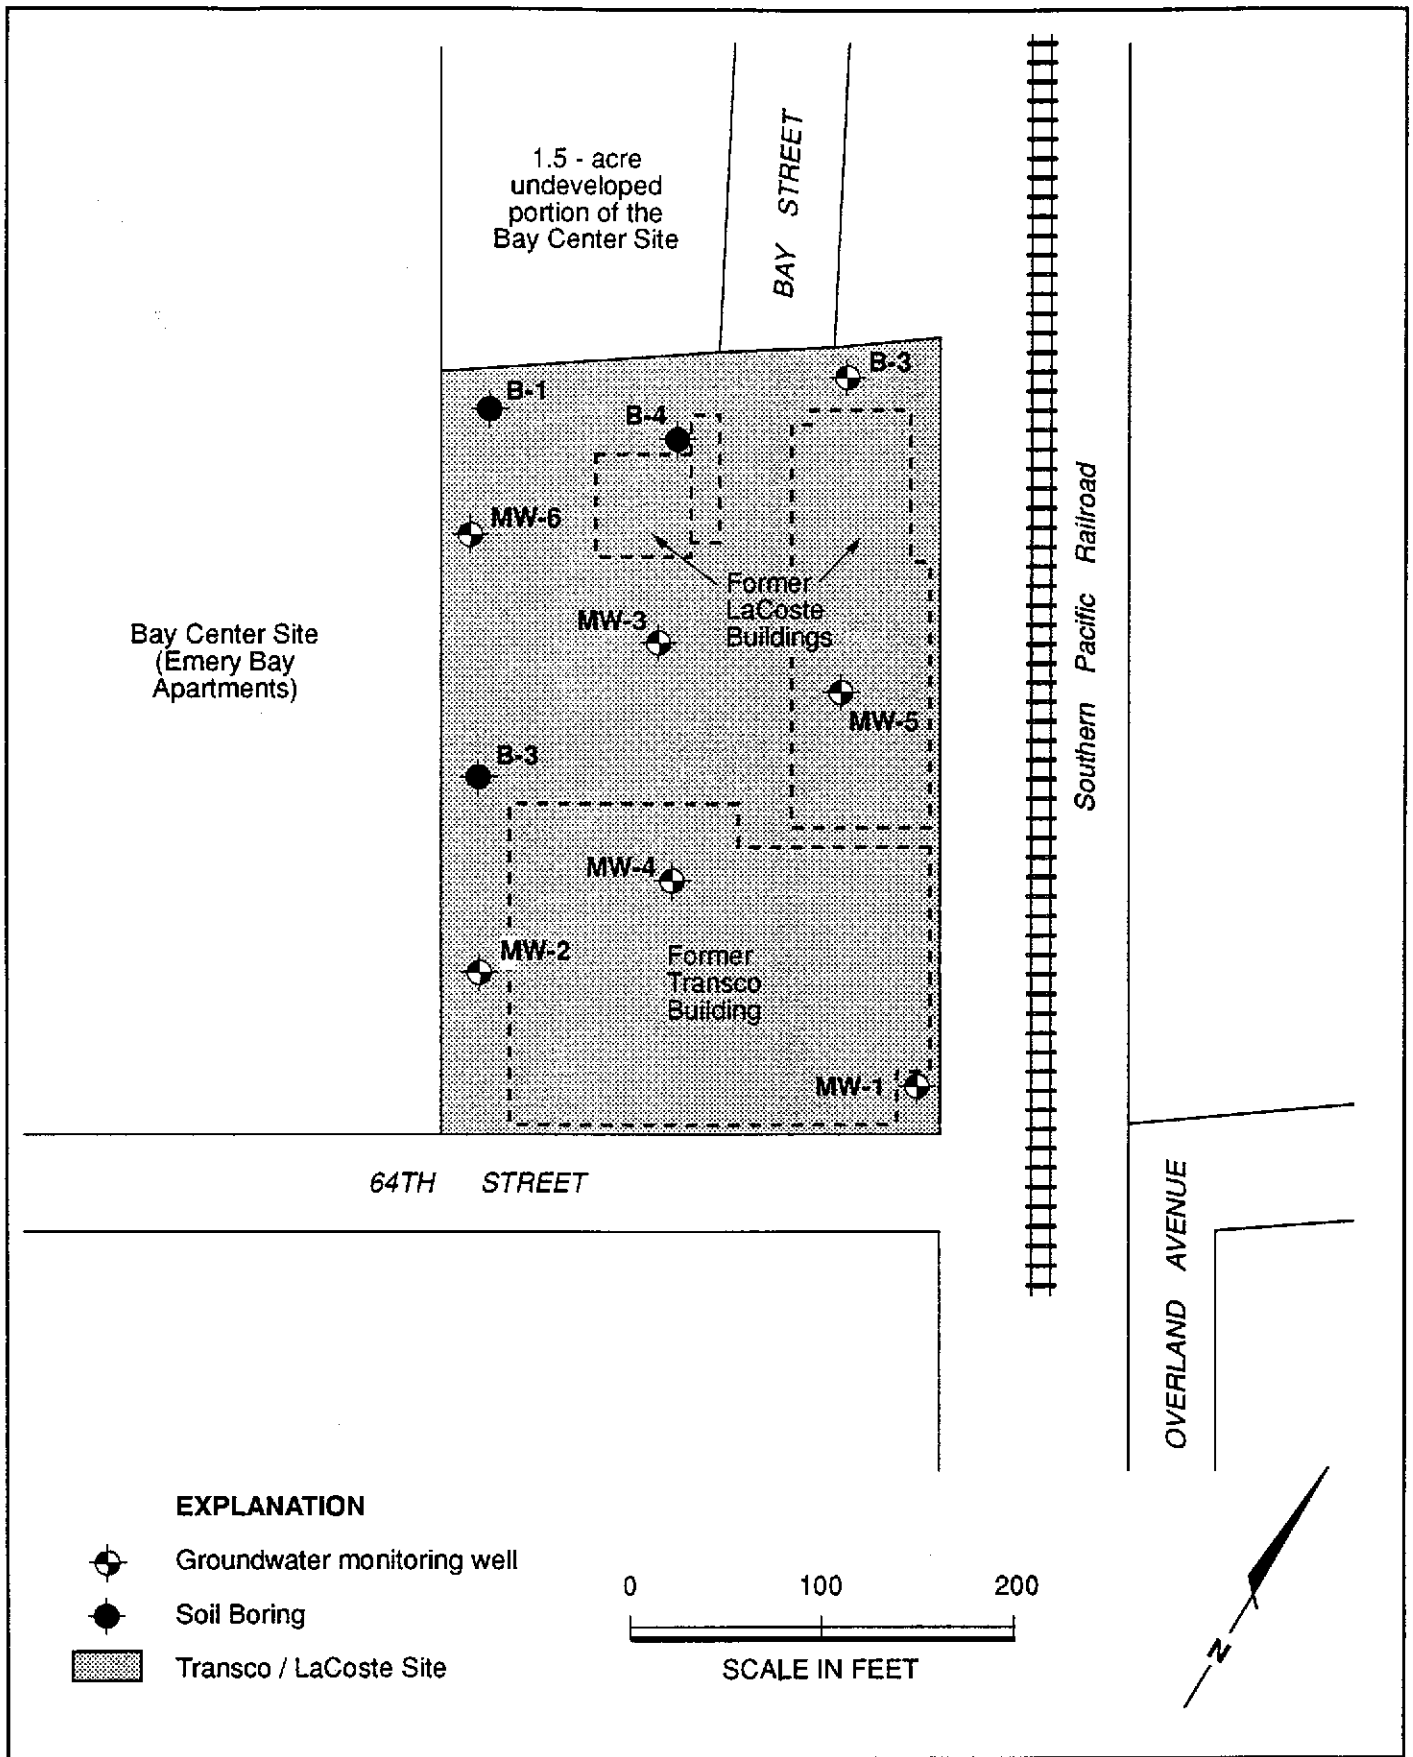 1.5 - acre
undeveloped
portion of the
Bay Center Site
BAY STREET
B-3
B-1
B-4
MW-6
Southern Pacific Railroad
Former
LaCoste
Buildings
MW-3
Bay Center Site
(Emery Bay
Apartments)
MW-5
B-3
MW-4
MW-2
Former
Transco
Building
MW-1
64TH STREET
OVERLAND AVENUE
EXPLANATION
Groundwater monitoring well
Soil Boring
Transco / LaCoste Site
0 100 200
SCALE IN FEET
N